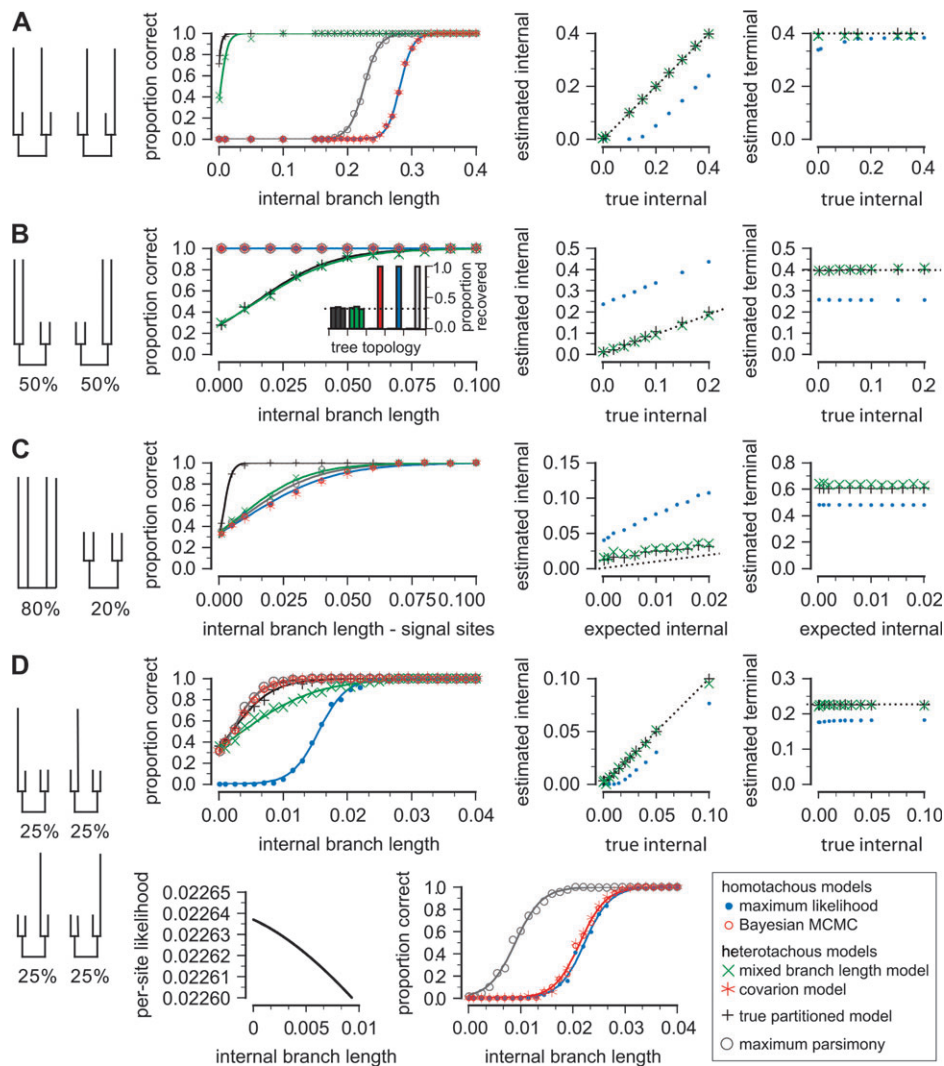 A
proportion correct
1.0
0.8
0.6
0.4
0.2
0.0
0.0 0.1 0.2 0.3 0.4
internal branch length
estimated internal
0.4
0.2
0.0
0.0 0.2 0.4
true internal
estimated terminal
0.4
0.2
0.0
0.0 0.2 0.4
true internal
B
50% 50%
proportion correct
1.0
0.8
0.6
0.4
0.2
0.0
0.000 0.025 0.050 0.075 0.100
internal branch length
1.0
0.5
0.0
proportion recovered
tree topology
estimated internal
0.5
0.4
0.3
0.2
0.1
0.0
0.0 0.1 0.2
true internal
estimated terminal
0.5
0.4
0.3
0.2
0.1
0.0
0.0 0.1 0.2
true internal
C
80% 20%
proportion correct
1.0
0.8
0.6
0.4
0.2
0.0
0.000 0.025 0.050 0.075 0.100
internal branch length - signal sites
estimated internal
0.15
0.10
0.05
0.00
0.00 0.01 0.02
expected internal
estimated terminal
0.8
0.6
0.4
0.2
0.0
0.00 0.01 0.02
expected internal
D
25% 25%
25% 25%
proportion correct
1.0
0.8
0.6
0.4
0.2
0.0
0.00 0.01 0.02 0.03 0.04
internal branch length
estimated internal
0.10
0.05
0.00
0.00 0.05 0.10
true internal
estimated terminal
0.3
0.2
0.1
0.0
0.00 0.05 0.10
true internal
per-site likelihood
0.02265
0.02264
0.02263
0.02262
0.02261
0.02260
0 0.005 0.01
internal branch length
proportion correct
1.0
0.8
0.6
0.4
0.2
0.0
0.00 0.01 0.02 0.03 0.04
internal branch length
homotachous models
maximum likelihood
Bayesian MCMC
heterotachous models
mixed branch length model
covarion model
true partitioned model
maximum parsimony